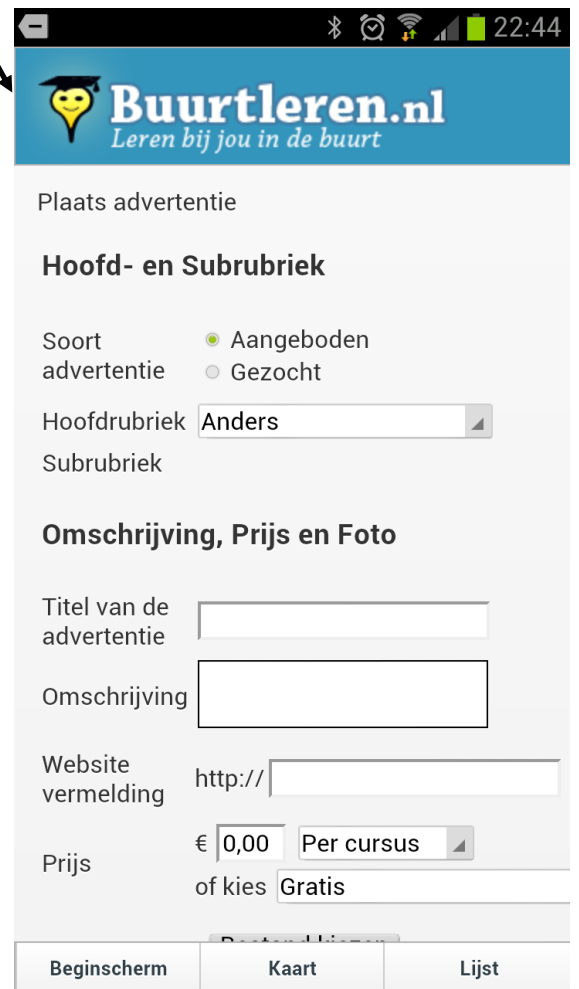 22:44
Buurtleren.nl
Leren bij jou in de buurt
Plaats advertentie
Hoofd- en Subrubriek
Soort advertentie
Aangeboden
Gezocht
Hoofdrubriek Anders
Subrubriek
Omschrijving, Prijs en Foto
Titel van de advertentie
Omschrijving
Website vermelding
http://
Prijs
€ 0,00 Per cursus
of kies Gratis
Bestand kiezen
Beginscherm Kaart Lijst